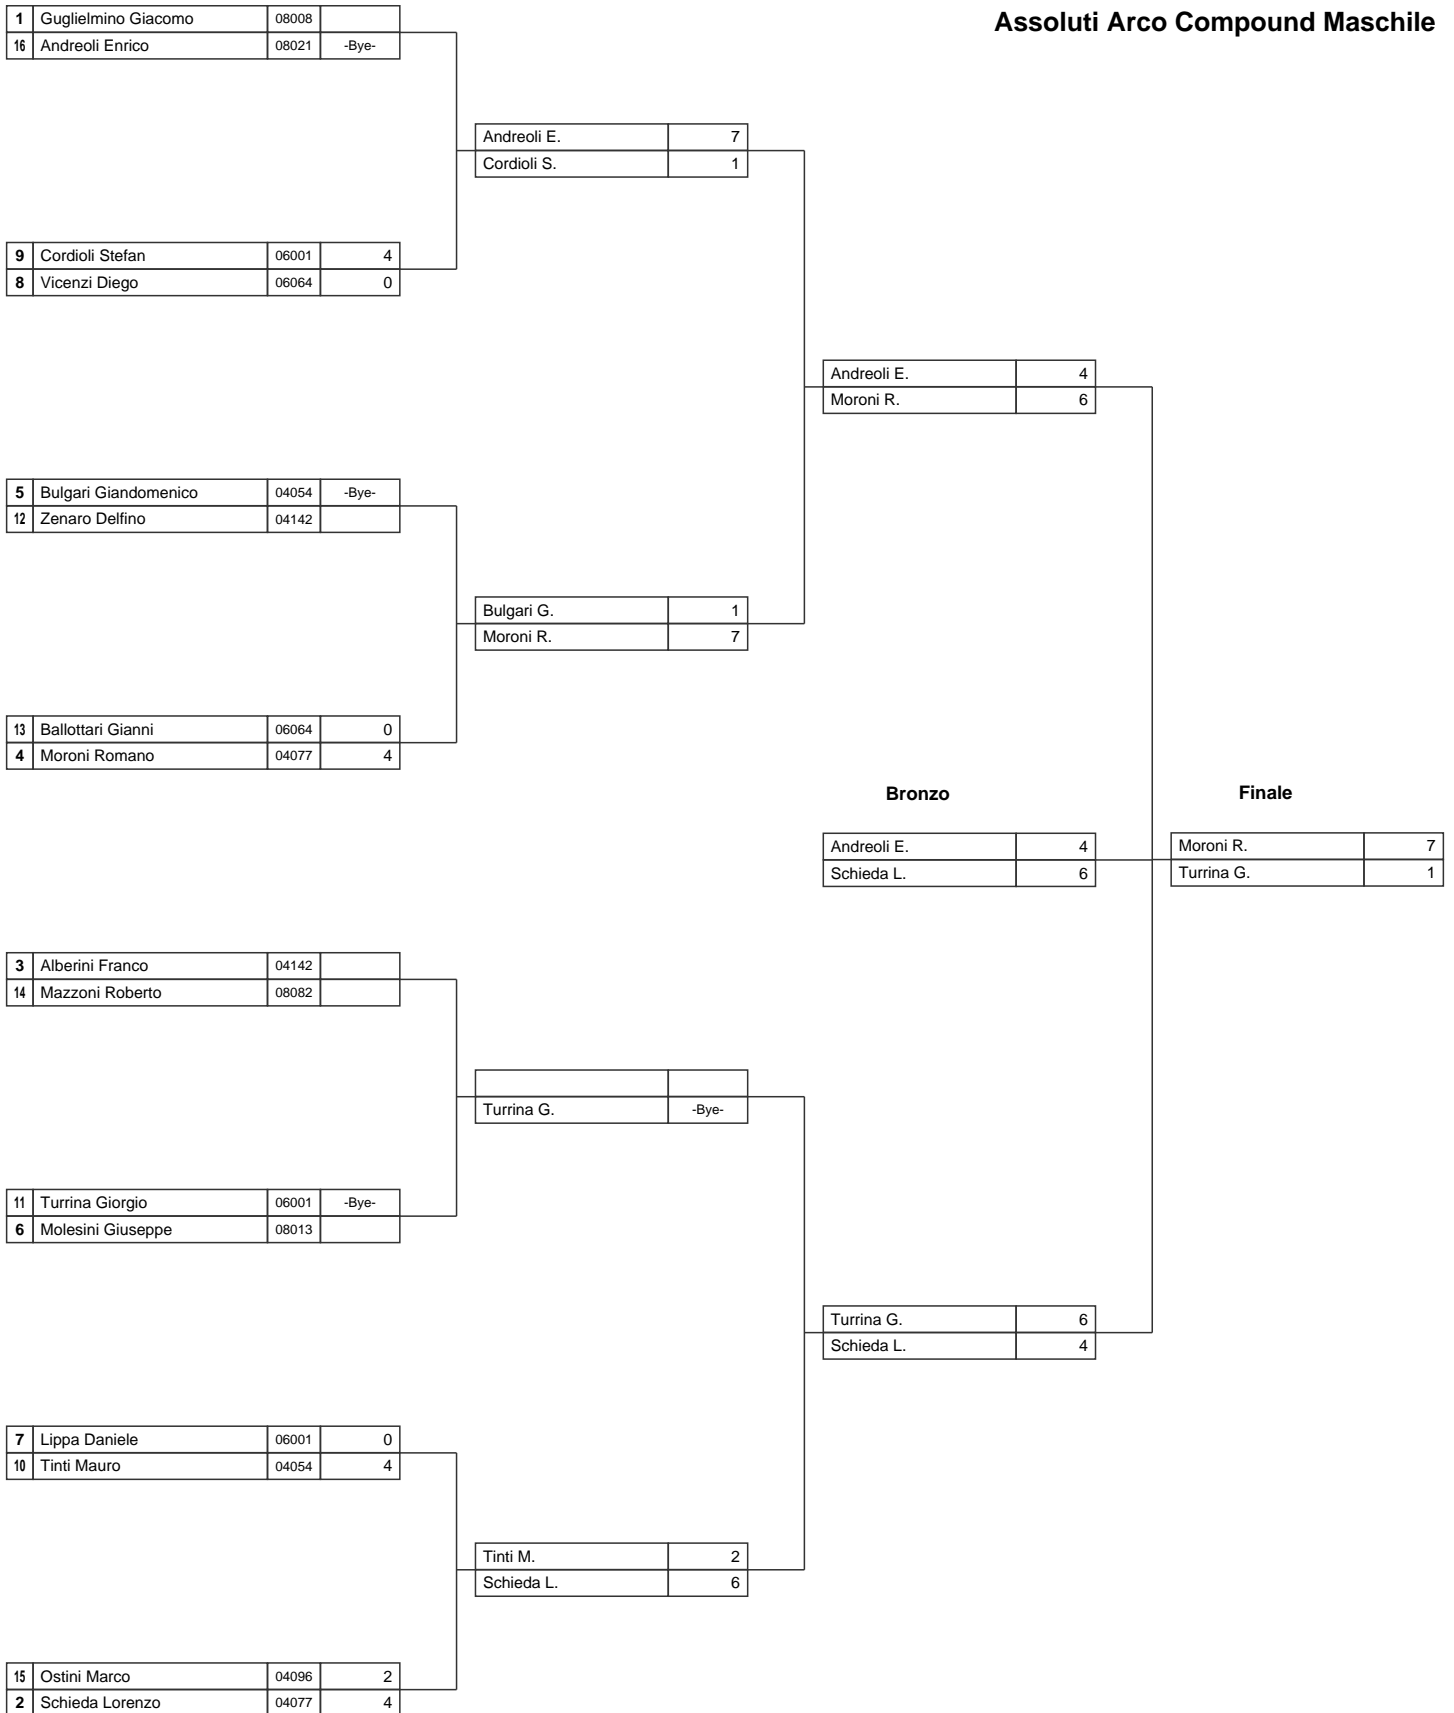 Assoluti Arco Compound Maschile
1 Guglielmino Giacomo 08008
16 Andreoli Enrico 08021 -Bye-
Andreoli E. 7
Cordioli S. 1
9 Cordioli Stefan 06001 4
8 Vicenzi Diego 06064 0
Andreoli E. 4
Moroni R. 6
5 Bulgari Giandomenico 04054 -Bye-
12 Zenaro Delfino 04142
Bulgari G. 1
Moroni R. 7
13 Ballottari Gianni 06064 0
4 Moroni Romano 04077 4
Bronzo Finale
Andreoli E. 4 Moroni R. 7
Schieda L. 6 Turrina G. 1
3 Alberini Franco 04142
14 Mazzoni Roberto 08082
Turrina G. -Bye-
11 Turrina Giorgio 06001 -Bye-
6 Molesini Giuseppe 08013
Turrina G. 6
Schieda L. 4
7 Lippa Daniele 06001 0
10 Tinti Mauro 04054 4
Tinti M. 2
Schieda L. 6
15 Ostini Marco 04096 2
2 Schieda Lorenzo 04077 4